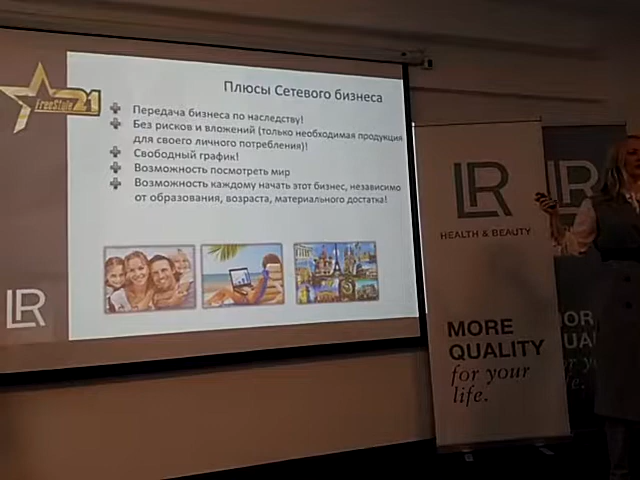 Плюсы Сетевого бизнеса
FreeStyle 21
Передача бизнеса по наследству!
Без рисков и вложений (только необходимая продукция
для своего личного потребления)!
Свободный график!
Возможность посмотреть мир
Возможность каждому начать этот бизнес, независимо
от образования, возраста, материального достатка!
LR
LR
HEALTH & BEAUTY
MORE
QUALITY
for your
life.
LR